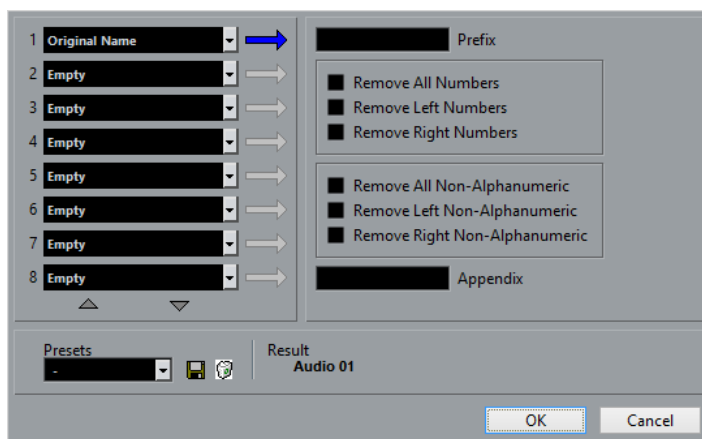 1 Original Name
2 Empty
3 Empty
4 Empty
5 Empty
6 Empty
7 Empty
8 Empty
Prefix
Remove All Numbers
Remove Left Numbers
Remove Right Numbers
Remove All Non-Alphanumeric
Remove Left Non-Alphanumeric
Remove Right Non-Alphanumeric
Appendix
Presets
-
Result
Audio 01
OK
Cancel